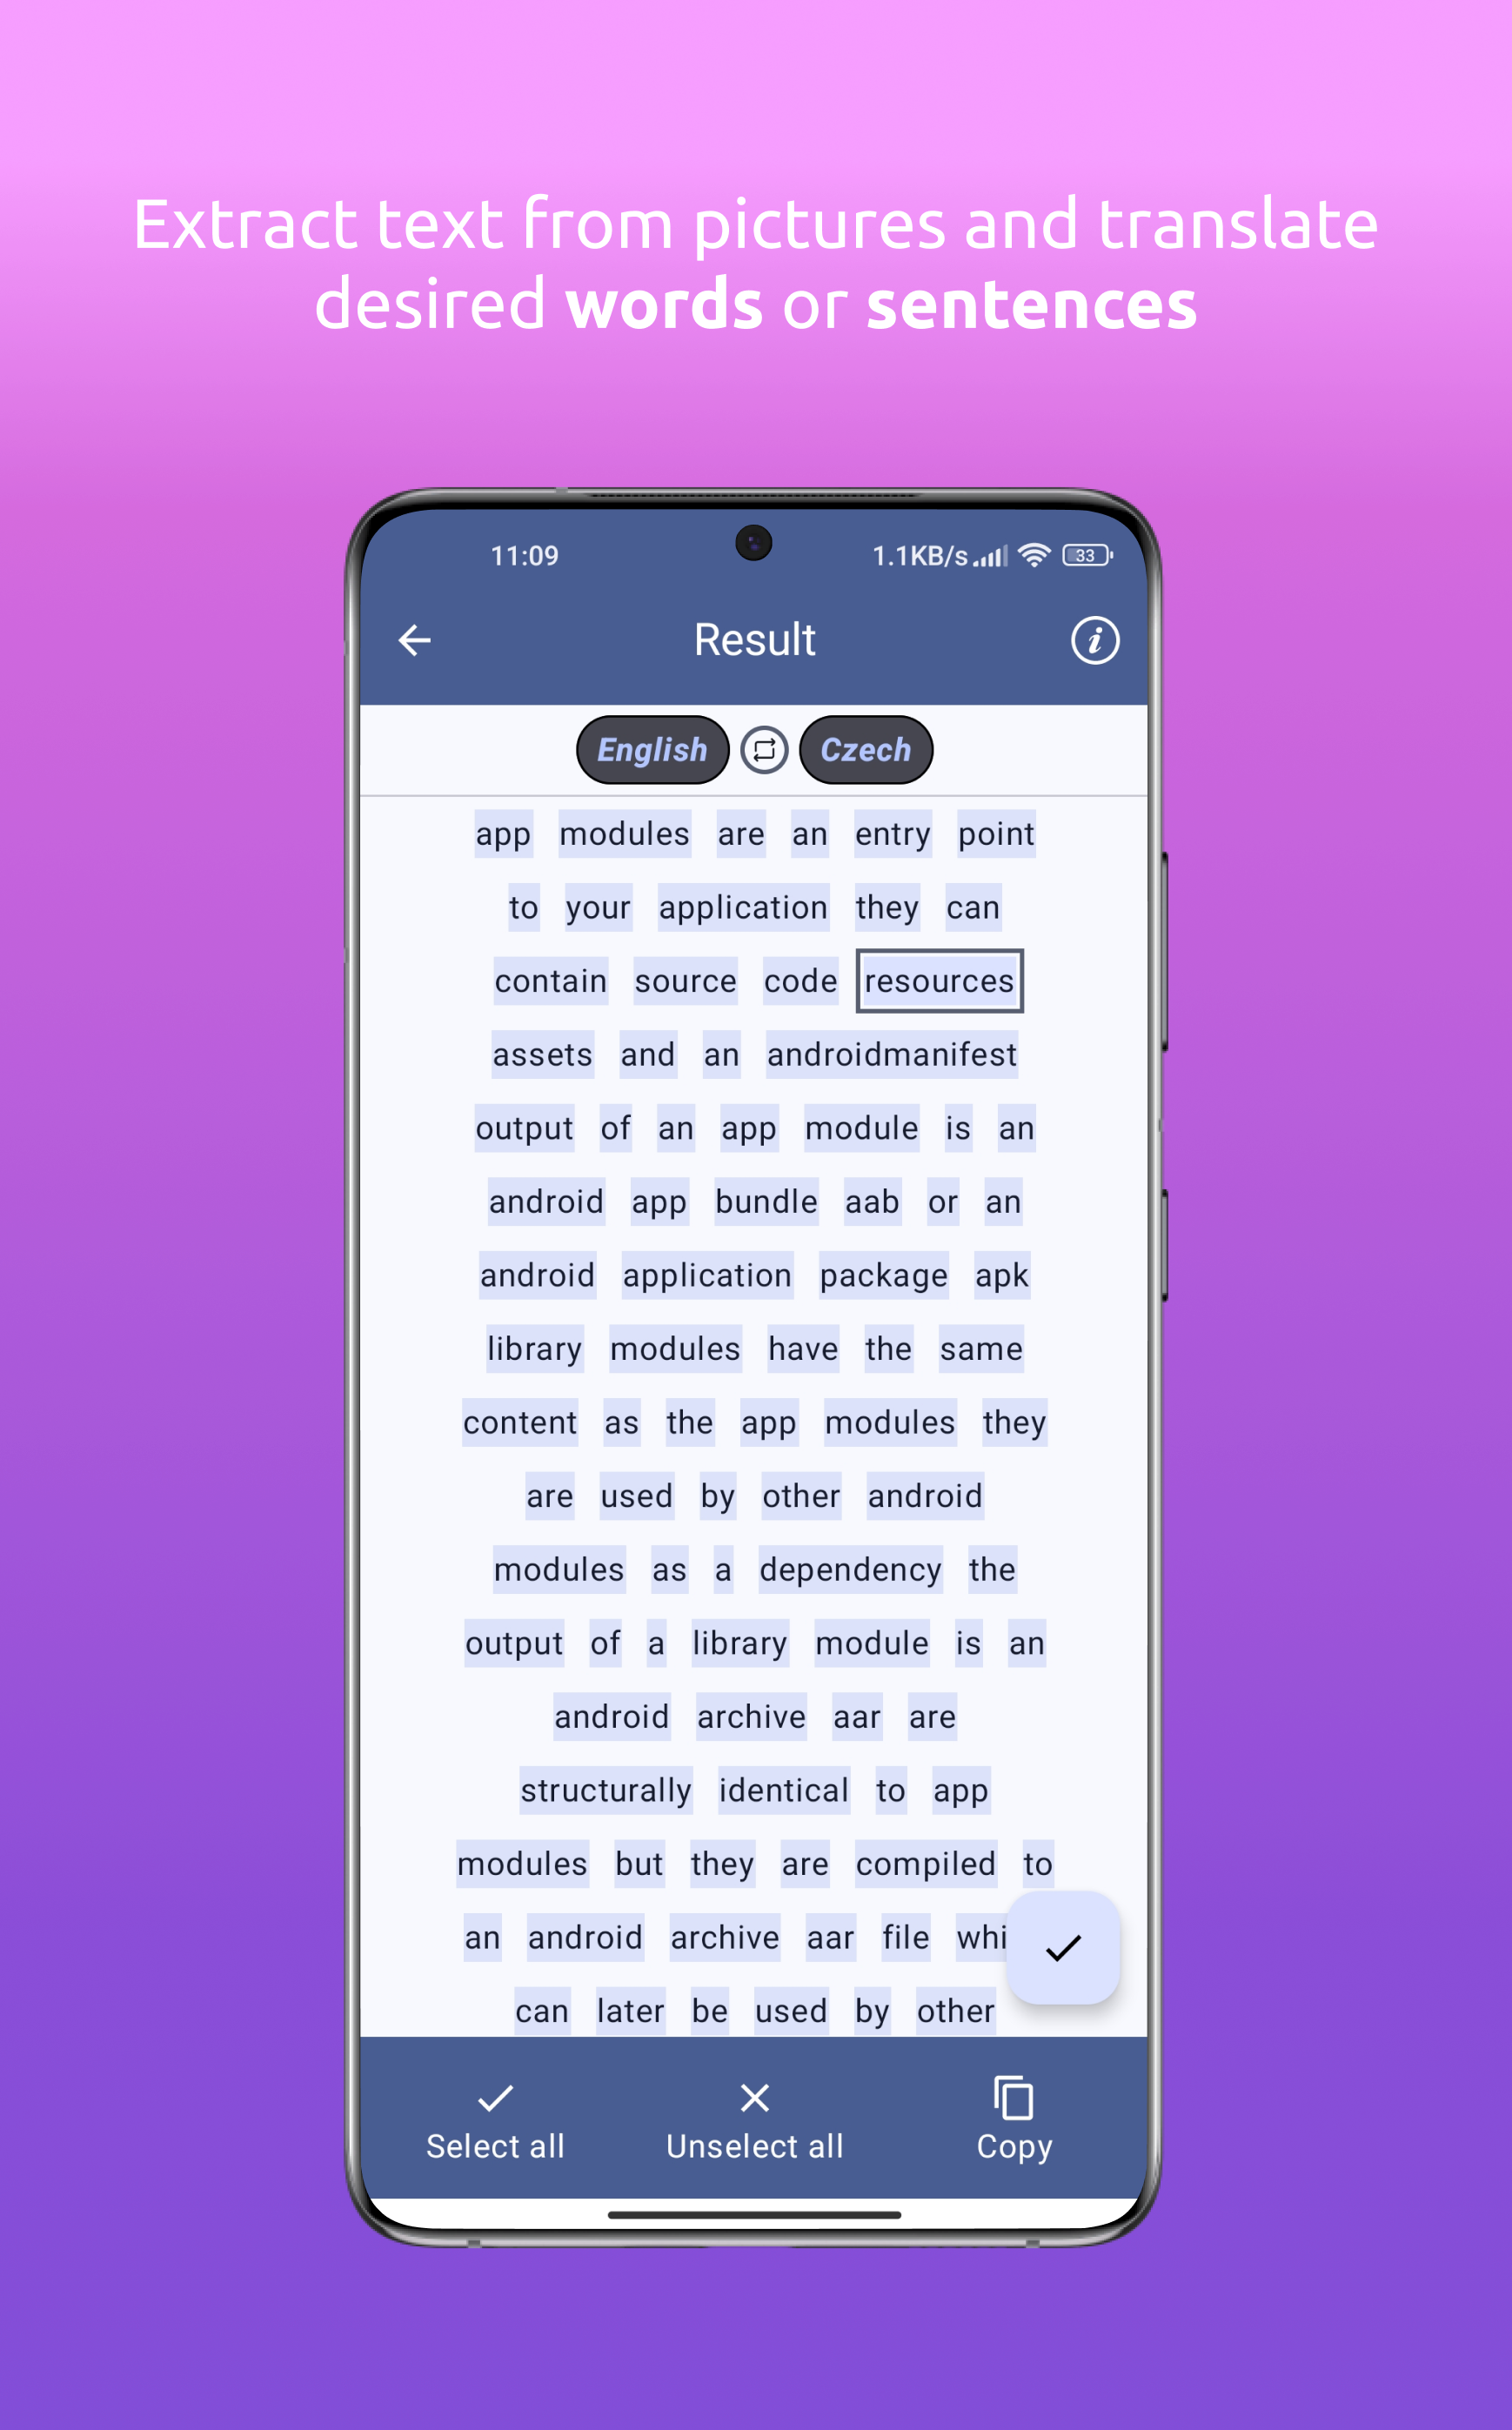 Extract text from pictures and translate
desired words or sentences
11:09 1.1KB/s 33
Result
English Czech
app modules are an entry point
to your application they can
contain source code resources
assets and an androidmanifest
output of an app module is an
android app bundle aab or an
android application package apk
library modules have the same
content as the app modules they
are used by other android
modules as a dependency the
output of a library module is an
android archive aar are
structurally identical to app
modules but they are compiled to
an android archive aar file
can later be used by other
Select all Unselect all Copy